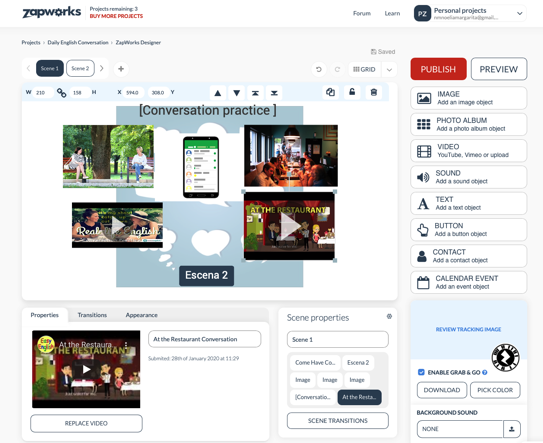 zapworks
Projects remaining: 3
BUY MORE PROJECTS
Forum
Learn
PZ
Personal projects
Projects
Daily English Conversation
ZapWorks Designer
Saved
Scene 1
Scene 2
GRID
PUBLISH
PREVIEW
W 210 158 H X 594.0 308.0 Y
[Conversation practice ]
Real English
AT THE RESTAURANT
Escena 2
IMAGE
Add an image object
PHOTO ALBUM
Add a photo album object
VIDEO
YouTube, Vimeo or upload
SOUND
Add a sound object
TEXT
Add a text object
BUTTON
Add a button object
CONTACT
Add a contact object
CALENDAR EVENT
Add an event object
Properties
Transitions
Appearance
Easy English
At the Restaura...
THE RESTAURANT
At the Restaurant Conversation
Submited: 28th of January 2020 at 11:29
REPLACE VIDEO
Scene properties
Scene 1
Come Have Co...
Escena 2
Image
Image
Image
[Conversatio...
At the Resta...
SCENE TRANSITIONS
REVIEW TRACKING IMAGE
ENABLE GRAB & GO
DOWNLOAD
PICK COLOR
BACKGROUND SOUND
NONE